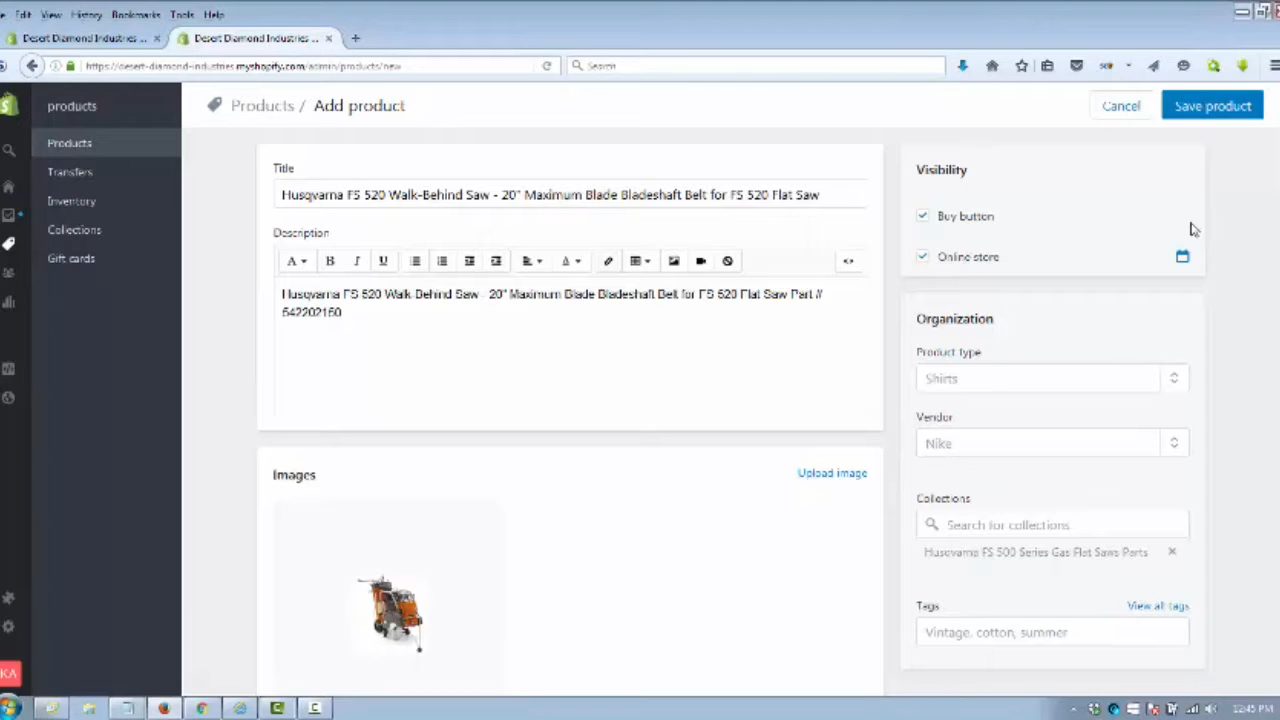 Edit View History Bookmarks Tools Help
Desert Diamond Industries ... × Desert Diamond Industries ... × +
https://desert-diamond-industries.myshopify.com/admin/products/new Search
products
Products / Add product
Cancel
Save product
Products
Transfers
Inventory
Collections
Gift cards
Title
Husqvarna FS 520 Walk-Behind Saw - 20" Maximum Blade Bladeshaft Belt for FS 520 Flat Saw
Description
A B I U A
Husqvarna FS 520 Walk Behind Saw - 20" Maximum Blade Bladeshaft Belt for FS 520 Flat Saw Part #
542202160
Images
Upload image
Visibility
Buy button
Online store
Organization
Product type
Shirts
Vendor
Nike
Collections
Search for collections
Husqvarna FS 500 Series Gas Flat Saws Parts ×
Tags
View all tags
Vintage, cotton, summer
KA
12:45 PM